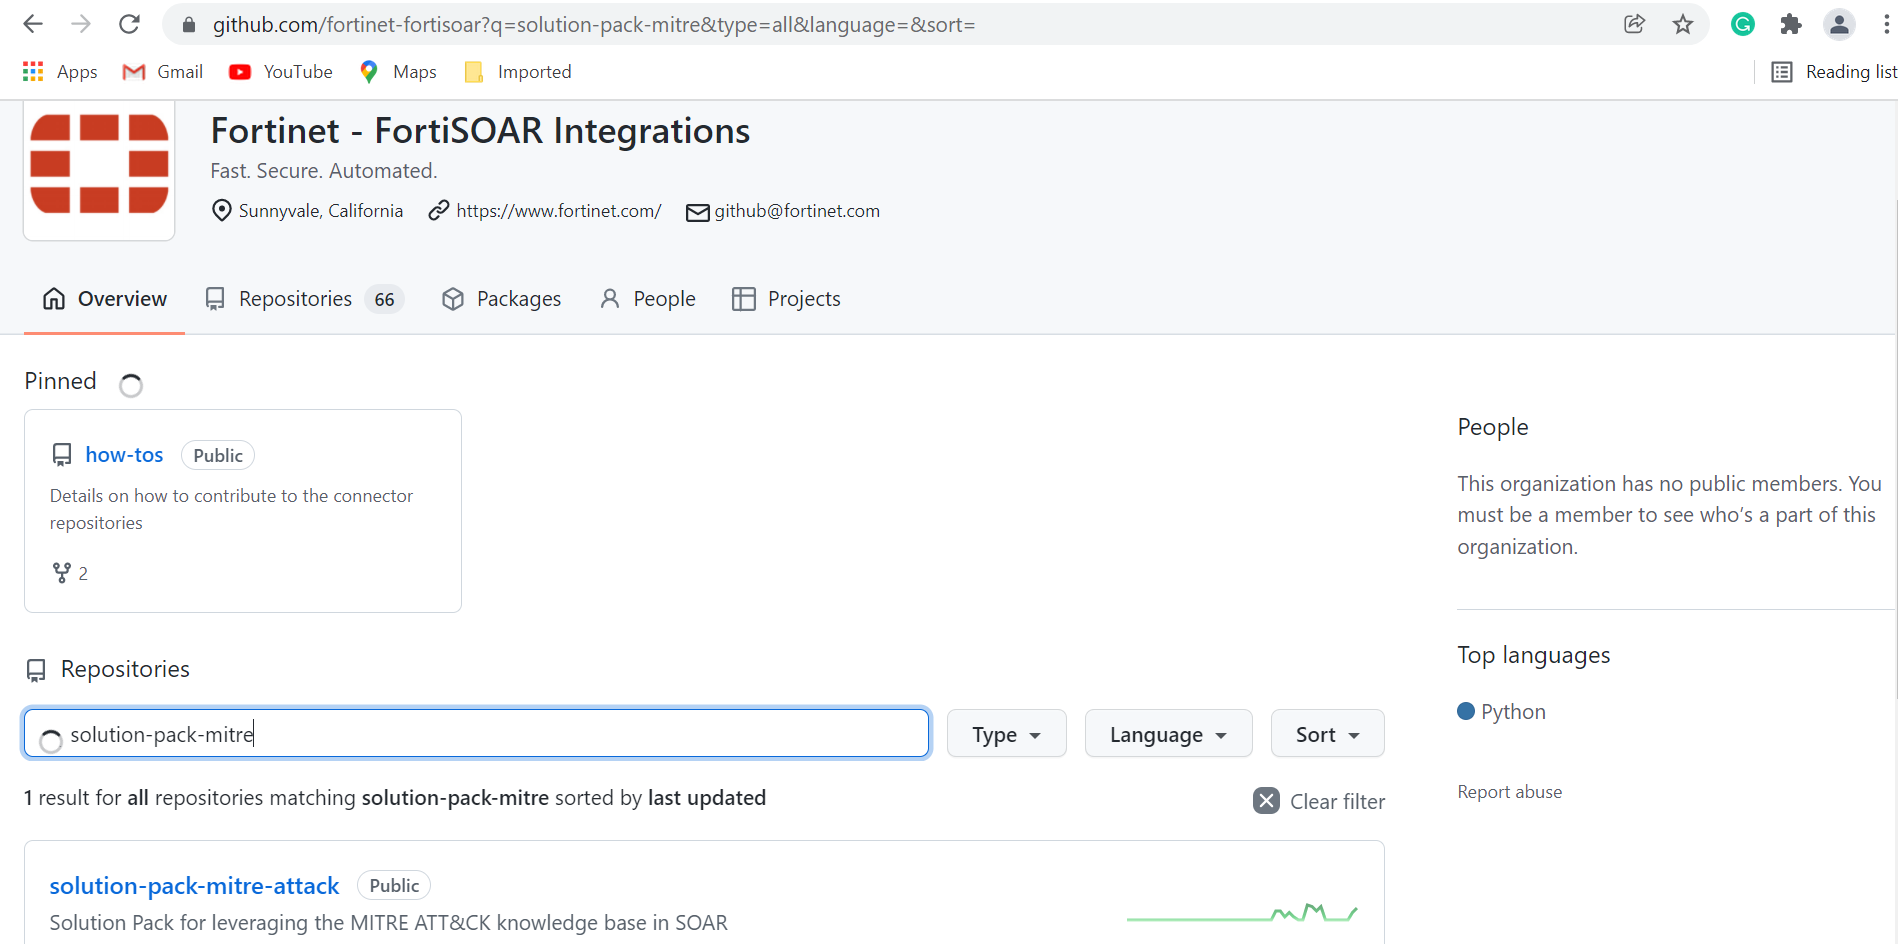 github.com/fortinet-fortisoar?q=solution-pack-mitre&type=all&language=&sort=
G
Apps Gmail YouTube Maps Imported Reading list
Fortinet - FortiSOAR Integrations
Fast. Secure. Automated.
Sunnyvale, California https://www.fortinet.com/ github@fortinet.com
Overview Repositories 66 Packages People Projects
Pinned
how-tos Public
Details on how to contribute to the connector
repositories
2
People
This organization has no public members. You
must be a member to see who’s a part of this
organization.
Repositories
solution-pack-mitre Type Language Sort
1 result for all repositories matching solution-pack-mitre sorted by last updated Clear filter
Top languages
Python
Report abuse
solution-pack-mitre-attack Public
Solution Pack for leveraging the MITRE ATT&CK knowledge base in SOAR